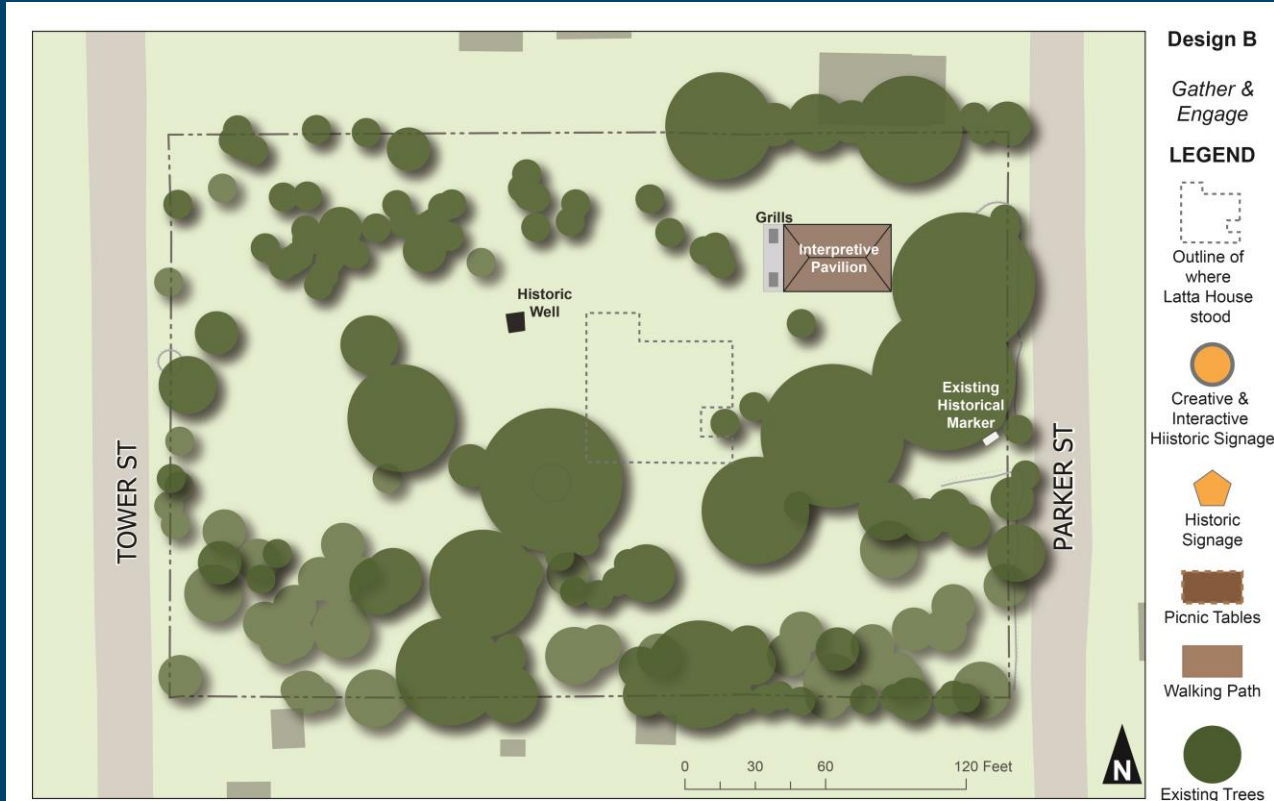 Design B
Gather &
Engage
LEGEND
Outline of
where
Latta House
stood
Creative &
Interactive
Hiistoric Signage
Historic
Signage
Picnic Tables
Walking Path
Existing Trees
Grills
Interpretive
Pavilion
Historic
Well
Existing
Historical
Marker
TOWER ST
PARKER ST
0 30 60 120 Feet
N